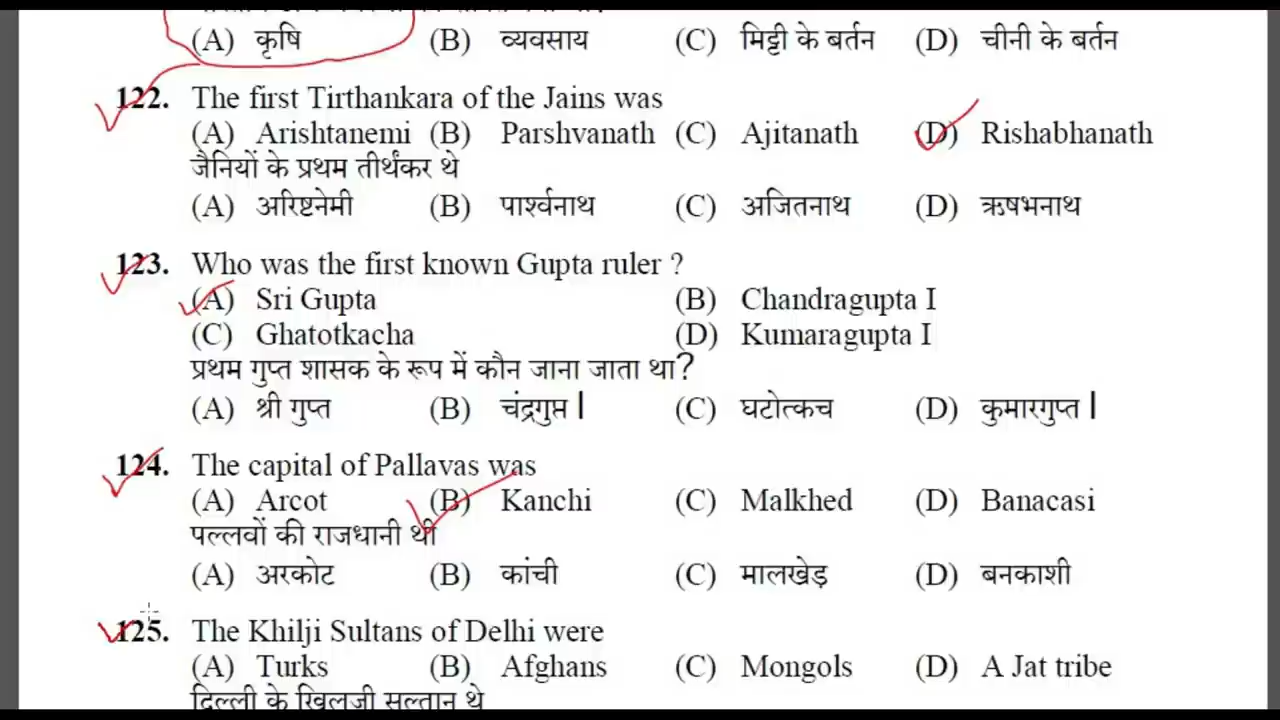 (A) कृषि (B) व्यवसाय (C) मिट्टी के बर्तन (D) चीनी के बर्तन
122. The first Tirthankara of the Jains was
(A) Arishtanemi (B) Parshvanath (C) Ajitanath (D) Rishabhanath
जैनियों के प्रथम तीर्थंकर थे
(A) अरिष्टनेमी (B) पार्श्वनाथ (C) अजितनाथ (D) ऋषभनाथ
123. Who was the first known Gupta ruler ?
(A) Sri Gupta (B) Chandragupta I
(C) Ghatotkacha (D) Kumaragupta I
प्रथम गुप्त शासक के रूप में कौन जाना जाता था?
(A) श्री गुप्त (B) चंद्रगुप्त I (C) घटोत्कच (D) कुमारगुप्त I
124. The capital of Pallavas was
(A) Arcot (B) Kanchi (C) Malkhed (D) Banacasi
पल्लवों की राजधानी थी
(A) अरकोट (B) कांची (C) मालखेड़ (D) बनकाशी
125. The Khilji Sultans of Delhi were
(A) Turks (B) Afghans (C) Mongols (D) A Jat tribe
दिल्ली के खिलजी सुल्तान थे